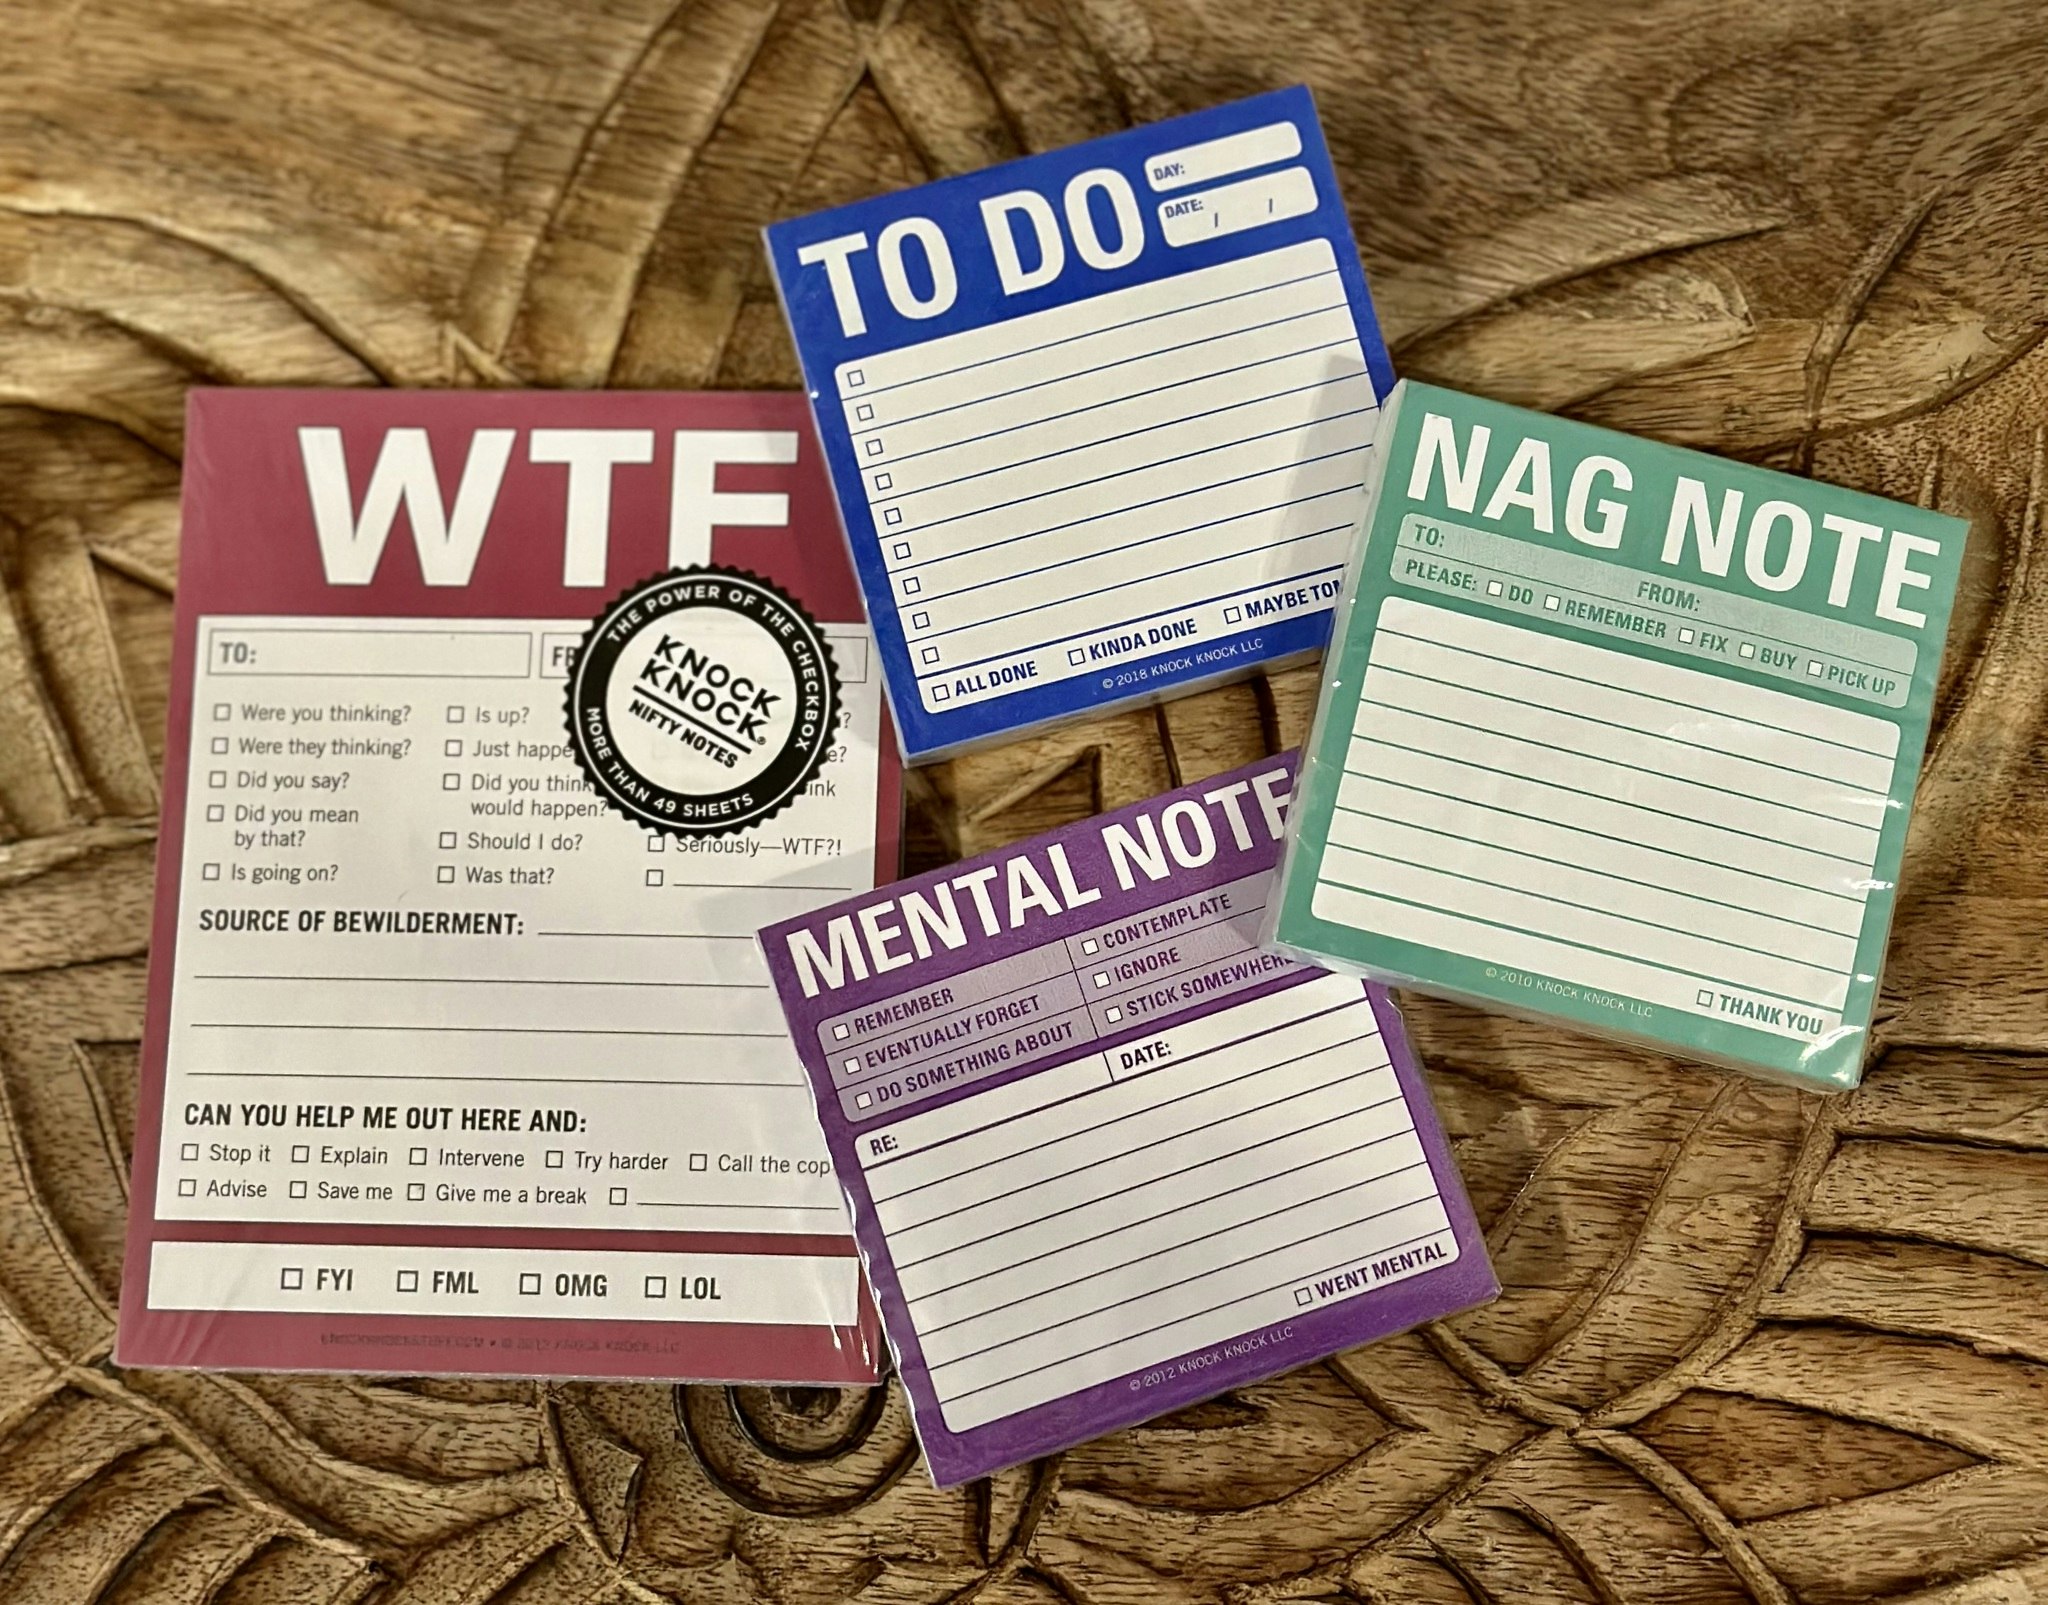 WTF
TO:
Were you thinking?
Were they thinking?
Did you say?
Did you mean
by that?
Is going on?
Is up?
Just
Did you
would happen?
Should I do?
Was that?
Seriously—WTF?!
SOURCE OF BEWILDERMENT:
CAN YOU HELP ME OUT HERE AND:
Stop it Explain Intervene Try harder Call the
Advise Save me Give me a break
FYI FML OMG LOL
THE POWER OF THE CHECKBOX
KNOCK
KNOCK®
NIFTY NOTES
MORE THAN 49 SHEETS
TO DO
DAY:
DATE: / /
ALL DONE KINDA DONE MAYBE
© 2018 KNOCK KNOCK LLC
NAG NOTE
TO: FROM:
PLEASE: DO REMEMBER FIX BUY PICK UP
THANK YOU
© 2010 KNOCK KNOCK LLC
MENTAL NOTE
REMEMBER
EVENTUALLY FORGET
DO SOMETHING ABOUT
CONTEMPLATE
IGNORE
STICK SOMEWHERE
RE:
DATE:
WENT MENTAL
© 2012 KNOCK KNOCK LLC